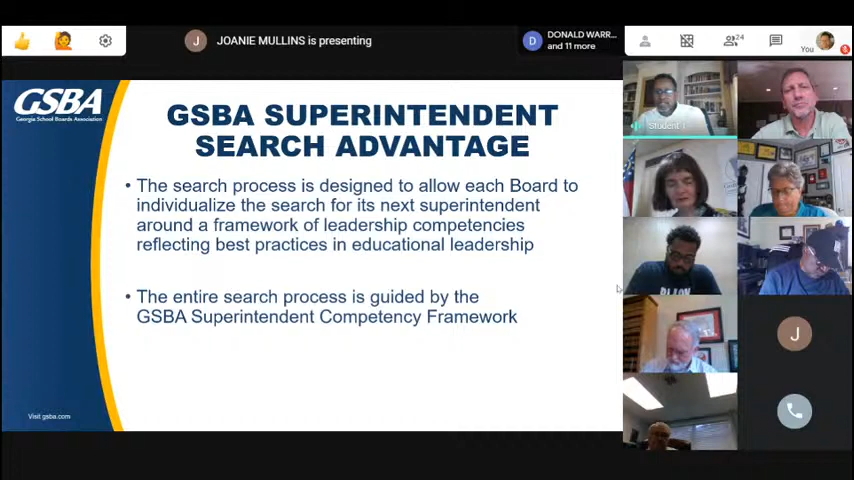 J
JOANIE MULLINS is presenting
D
DONALD WARR...
and 11 more
24
You
GSBA
Georgia School Boards Association
GSBA SUPERINTENDENT
SEARCH ADVANTAGE
• The search process is designed to allow each Board to
individualize the search for its next superintendent
around a framework of leadership competencies
reflecting best practices in educational leadership
• The entire search process is guided by the
GSBA Superintendent Competency Framework
Visit gsba.com
Student 1
J